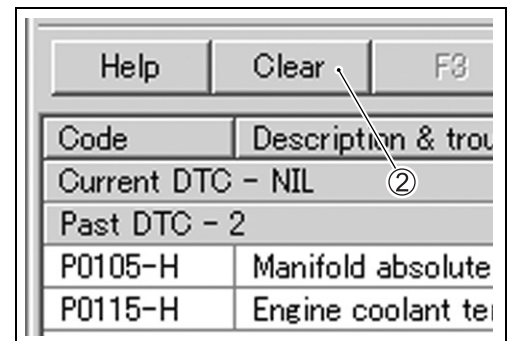 Help Clear F3
Code Description & trou
Current DTC - NIL ②
Past DTC - 2
P0105-H Manifold absolute
P0115-H Engine coolant te